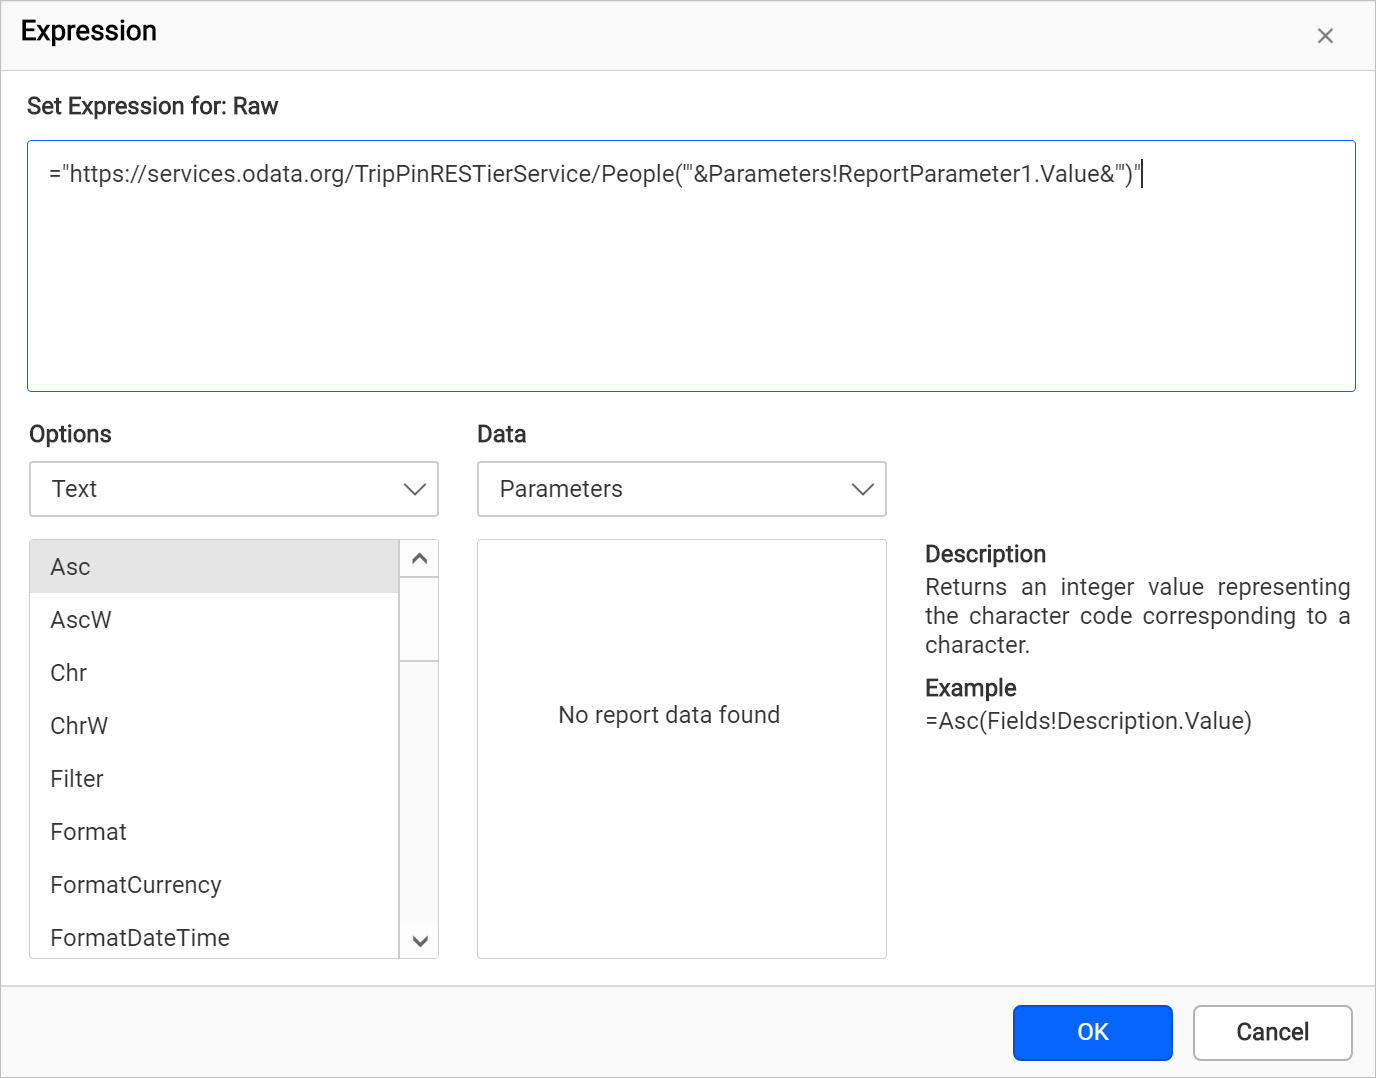 Expression
Set Expression for: Raw
="https://services.odata.org/TripPinRESTierService/People('"&Parameters!ReportParameter1.Value&"')"
Options
Data
Text
Parameters
Asc
AscW
Chr
ChrW
Filter
Format
FormatCurrency
FormatDateTime
No report data found
Description
Returns an integer value representing
the character code corresponding to a
character.
Example
=Asc(Fields!Description.Value)
OK
Cancel